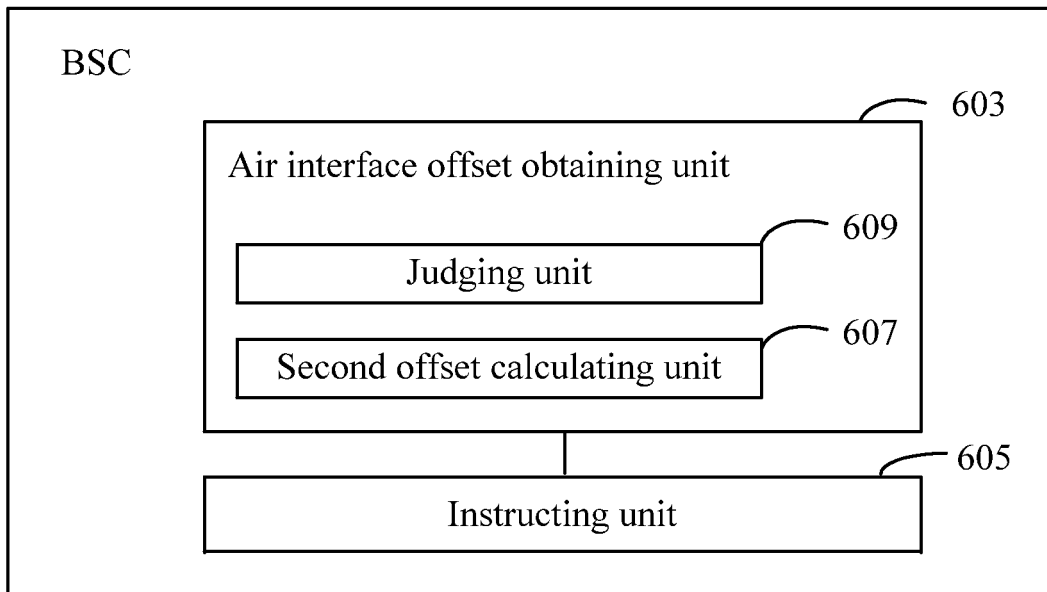 BSC
603
Air interface offset obtaining unit
609
Judging unit
607
Second offset calculating unit
605
Instructing unit